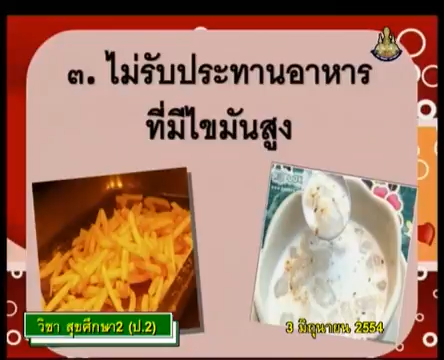 ๓. ไม่รับประทานอาหาร
ที่มีไขมันสูง
วิชา สุขศึกษา2 (ป.2)
3 มิถุนายน 2554